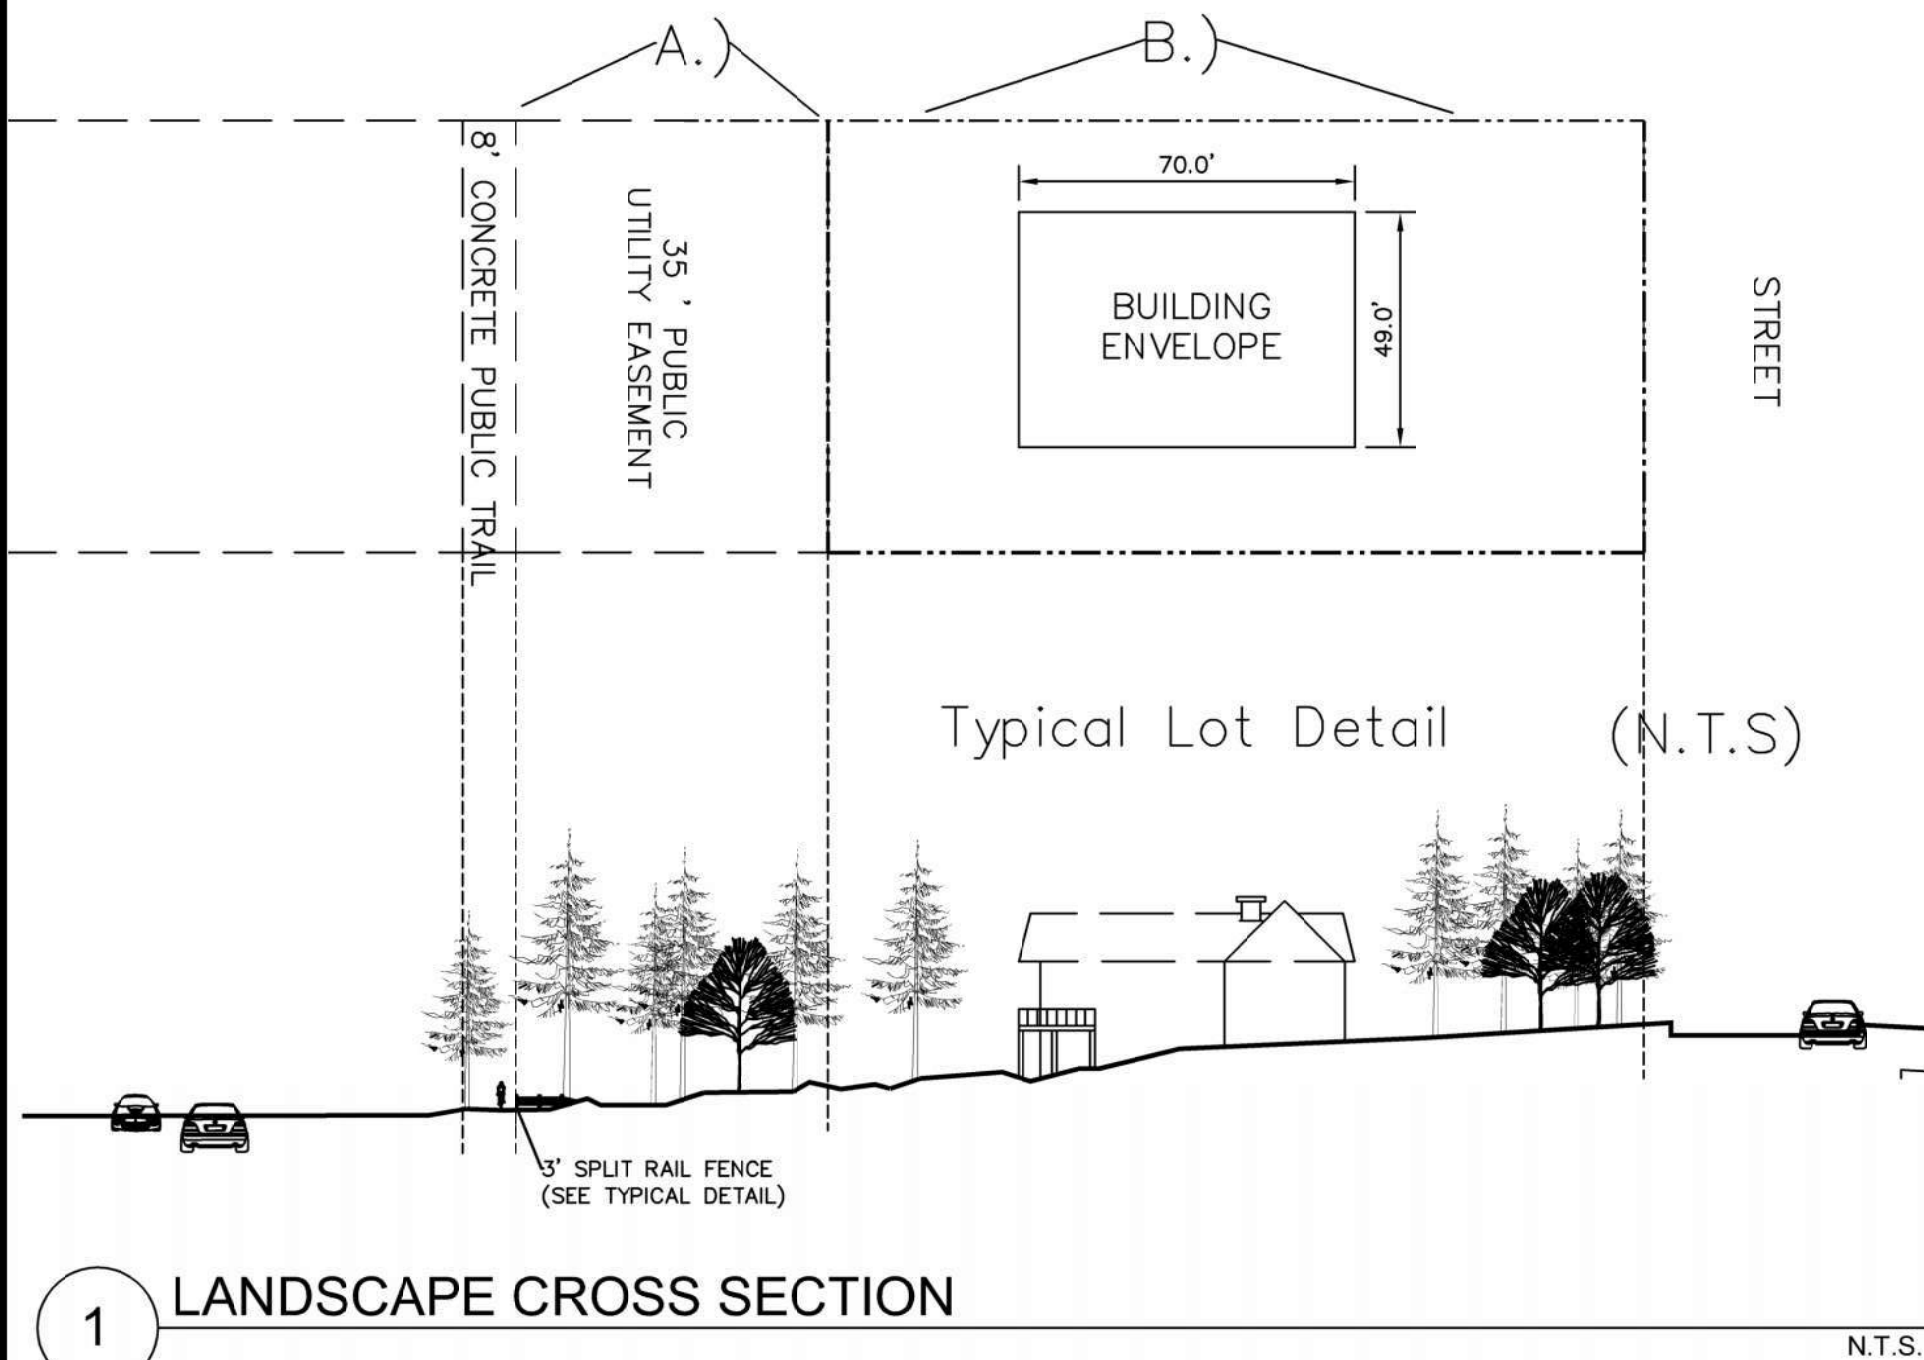 A.)
B.)
8' CONCRETE PUBLIC TRAIL
35 ' PUBLIC
UTILITY EASEMENT
70.0'
BUILDING
ENVELOPE
49.0'
STREET
Typical Lot Detail (N.T.S)
3' SPLIT RAIL FENCE
(SEE TYPICAL DETAIL)
1 LANDSCAPE CROSS SECTION
N.T.S.